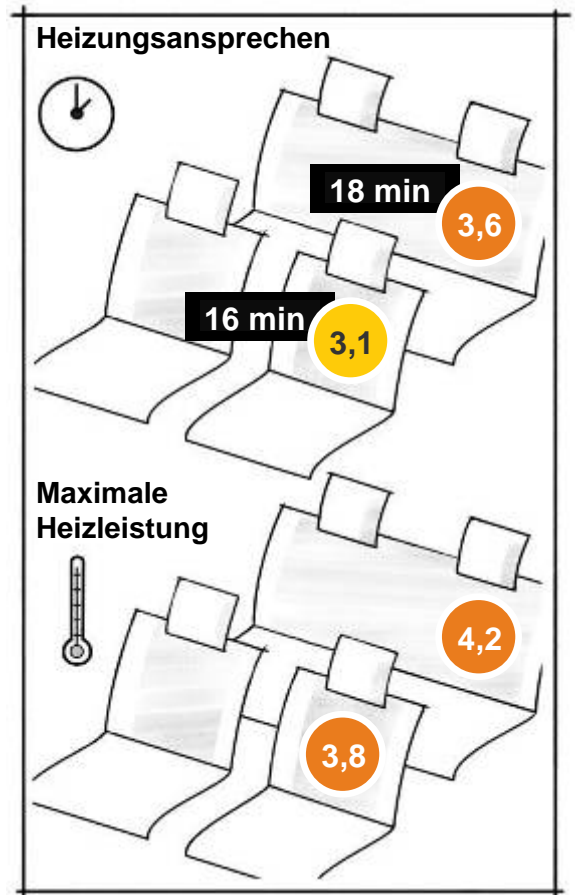 Heizungsansprechen
18 min
3,6
16 min
3,1
Maximale
Heizleistung
4,2
3,8